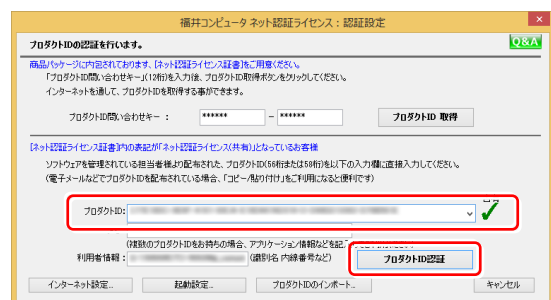 福井コンピュータ ネット認証ライセンス：認証設定
プロダクトIDの認証を行います。
Q&A
商品パッケージに内包されております、【ネット認証ライセンス証書】をご用意ください。
「プロダクトID問い合わせキー」(12桁)を入力後、プロダクトID取得ボタンをクリックしてください。
インターネットを通して、プロダクトIDを取得する事ができます。
プロダクトID問い合わせキー：
****** － ******
プロダクトID 取得
【ネット認証ライセンス証書】内の表記が「ネット認証ライセンス(共有)」となっているお客様
ソフトウェアを管理されている担当者様より配布された、プロダクトID(56桁または59桁)を以下の入力欄に直接入力してください。
(電子メールなどでプロダクトIDを配布されている場合、「コピー/貼り付け」をご利用になると便利です)
プロダクトID:
(複数のプロダクトIDをお持ちの場合、アプリケーション情報などを記
利用者情報：
(識別名 内線番号など)
プロダクトID認証
インターネット設定...
起動設定...
プロダクトIDのインポート...
キャンセル